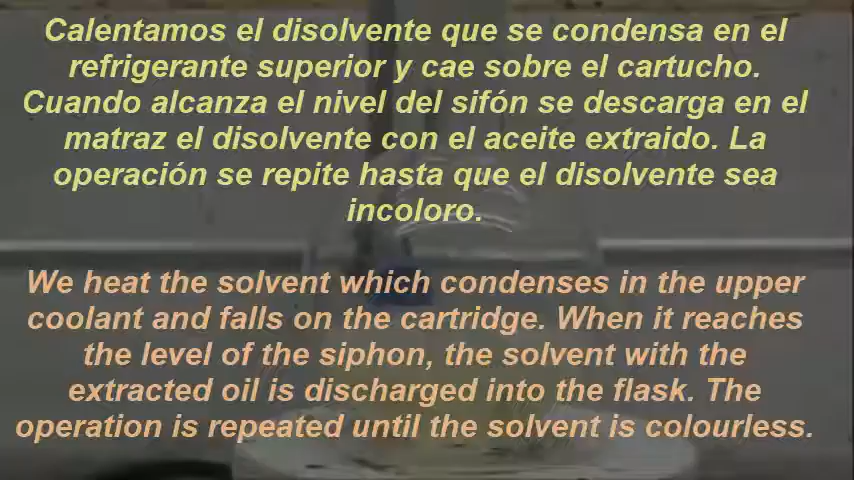 Calentamos el disolvente que se condensa en el
refrigerante superior y cae sobre el cartucho.
Cuando alcanza el nivel del sifón se descarga en el
matraz el disolvente con el aceite extraido. La
operación se repite hasta que el disolvente sea
incoloro.
We heat the solvent which condenses in the upper
coolant and falls on the cartridge. When it reaches
the level of the siphon, the solvent with the
extracted oil is discharged into the flask. The
operation is repeated until the solvent is colourless.